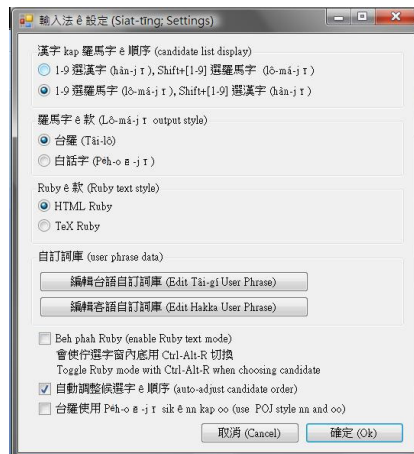 輸入法 ê 設定 (Siat-tīng; Settings)
漢字 kap 羅馬字 ê 順序 (candidate list display)
1-9 選漢字 (hàn-jī), Shift+[1-9] 選羅馬字 (lô-má-jī)
1-9 選羅馬字 (lô-má-jī), Shift+[1-9] 選漢字 (hàn-jī)
羅馬字 ê 款 (Lô-má-jī output style)
台羅 (Tâi-lô)
白話字 (Pe̍h-ōe-jī)
Ruby ê 款 (Ruby text style)
HTML Ruby
TeX Ruby
自訂詞庫 (user phrase data)
編輯台語自訂詞庫 (Edit Tâi-gí User Phrase)
編輯客語自訂詞庫 (Edit Hakka User Phrase)
Beh phah Ruby (enable Ruby text mode)
會使佇選字窗內底用 Ctrl-Alt-R 切換
Toggle Ruby mode with Ctrl-Alt-R when choosing candidate
自動調整候選字 ê 順序 (auto-adjust candidate order)
台羅使用 Pe̍h-ōe-jī sik ê nn kap oo (use POJ style nn and oo)
取消 (Cancel)
確定 (Ok)